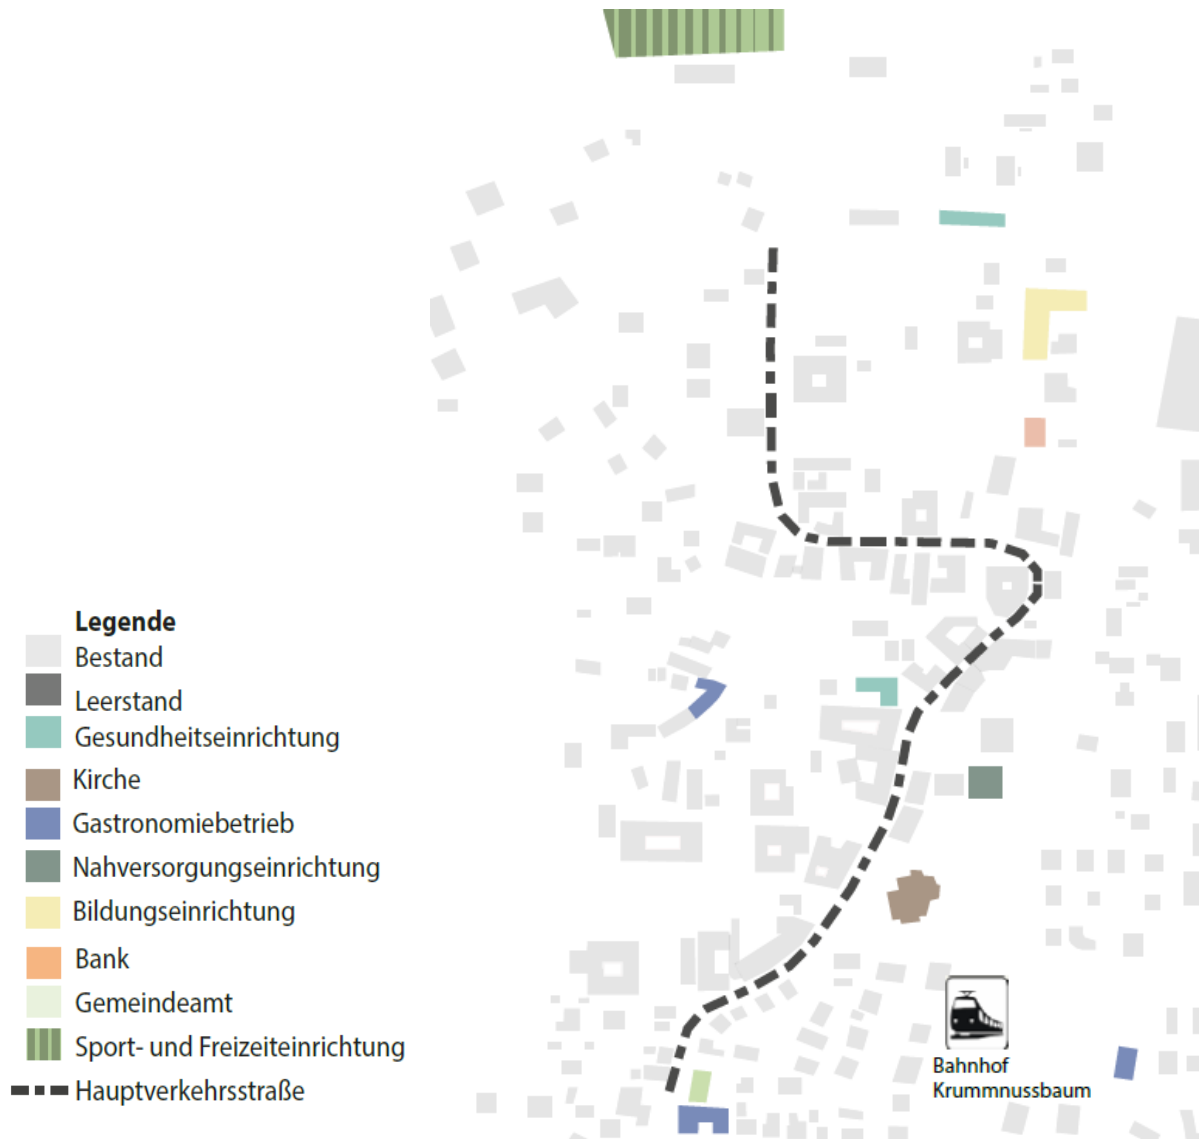 Legende
Bestand
Leerstand
Gesundheitseinrichtung
Kirche
Gastronomiebetrieb
Nahversorgungseinrichtung
Bildungseinrichtung
Bank
Gemeindeamt
Sport- und Freizeiteinrichtung
Hauptverkehrsstraße
Bahnhof
Krummnussbaum